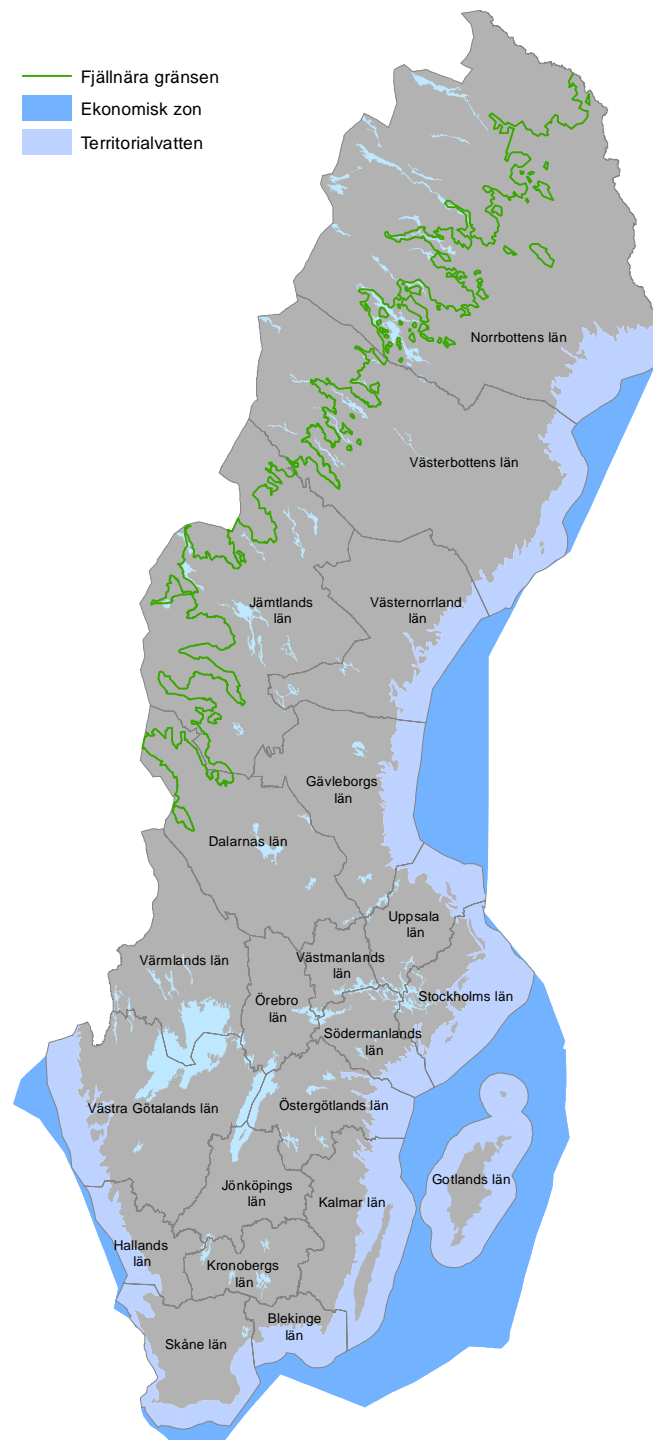 Fjällnära gränsen
Ekonomisk zon
Territorialvatten
Norrbottens län
Västerbottens län
Jämtlands
län
Västernorrland
län
Gävleborgs
län
Dalarnas län
Uppsala
län
Värmlands län
Västmanlands
län
Örebro
län
Stockholms län
Södermanlands
län
Västra Götalands län
Östergötlands län
Jönköpings
län
Kalmar län
Gotlands län
Hallands
län
Kronobergs
län
Blekinge
län
Skåne län